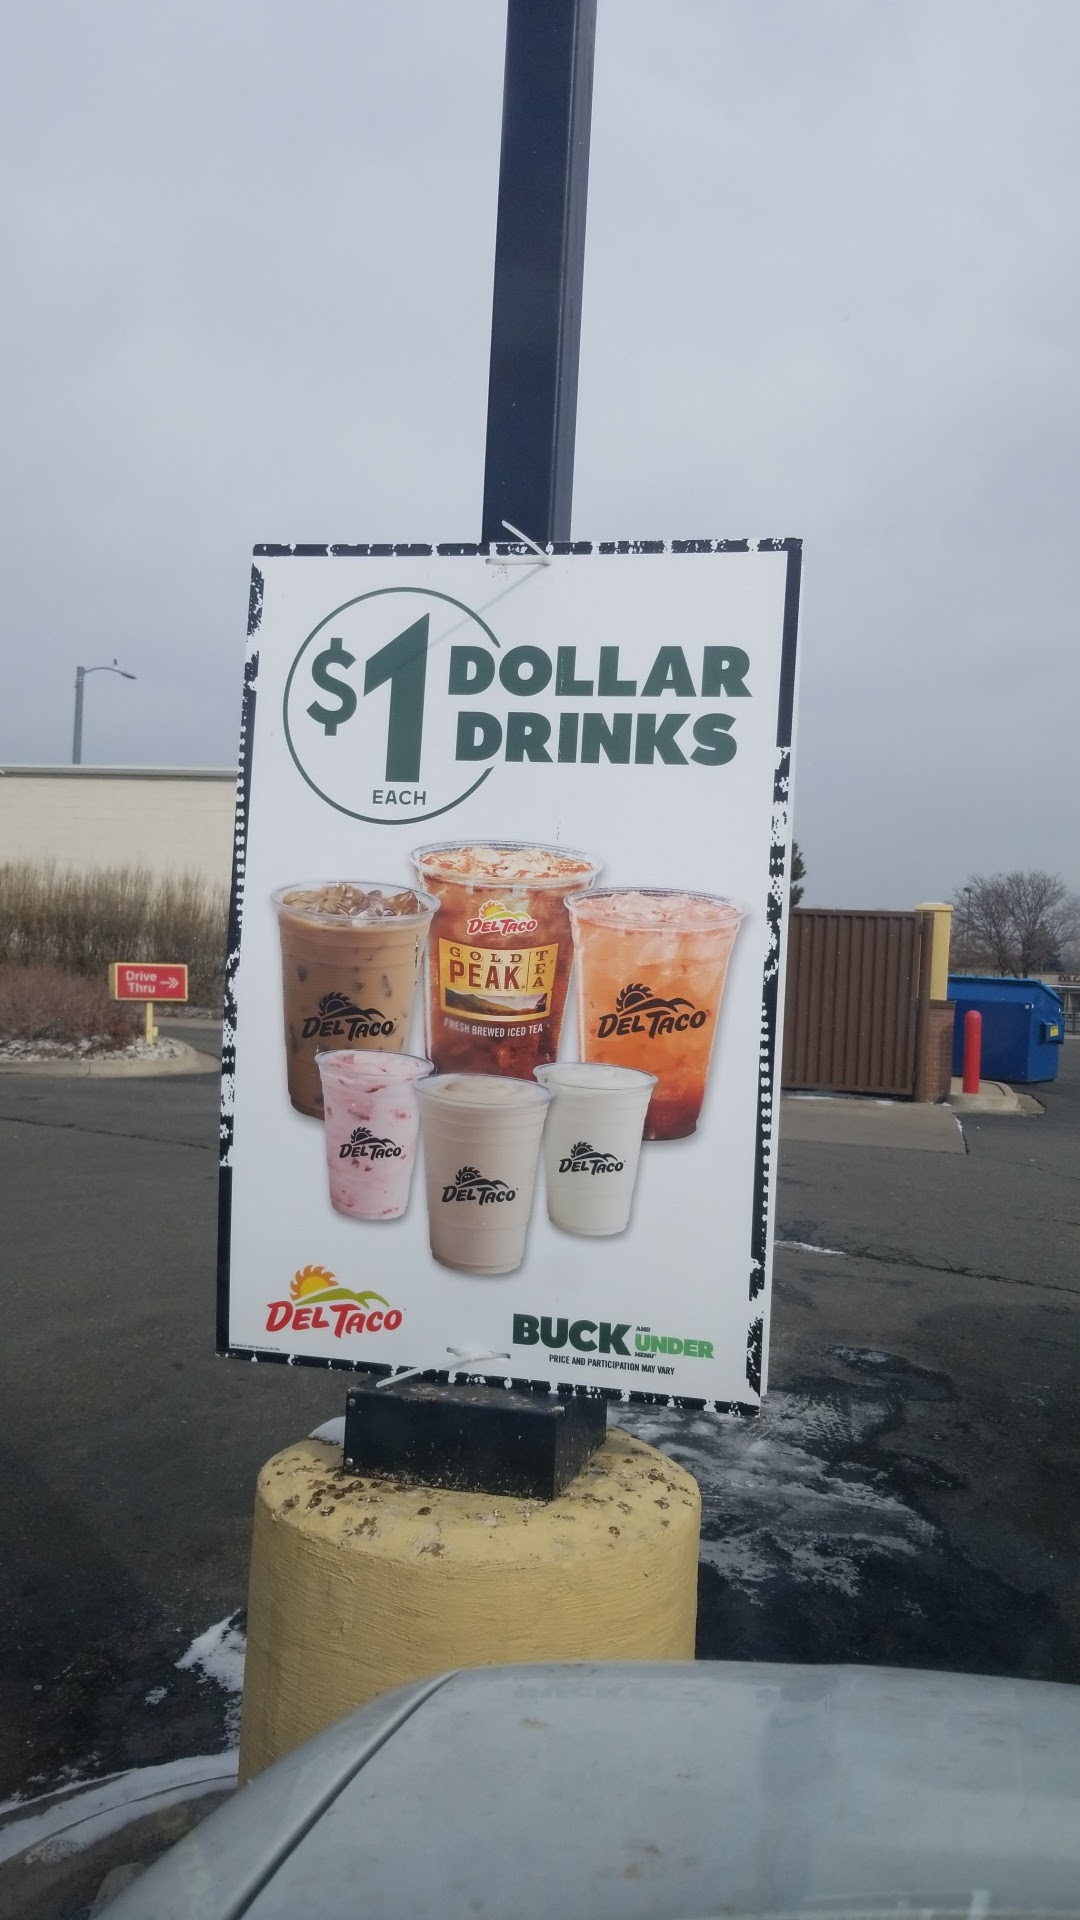 $1
EACH
DOLLAR
DRINKS
DEL TACO
GOLD
PEAK
TEA
FRESH BREWED ICED TEA
DEL TACO
DEL TACO
DEL TACO
DEL TACO
DEL TACO
Drive
Thru
DEL TACO
BUCK AND UNDER
MENU
PRICE AND PARTICIPATION MAY VARY